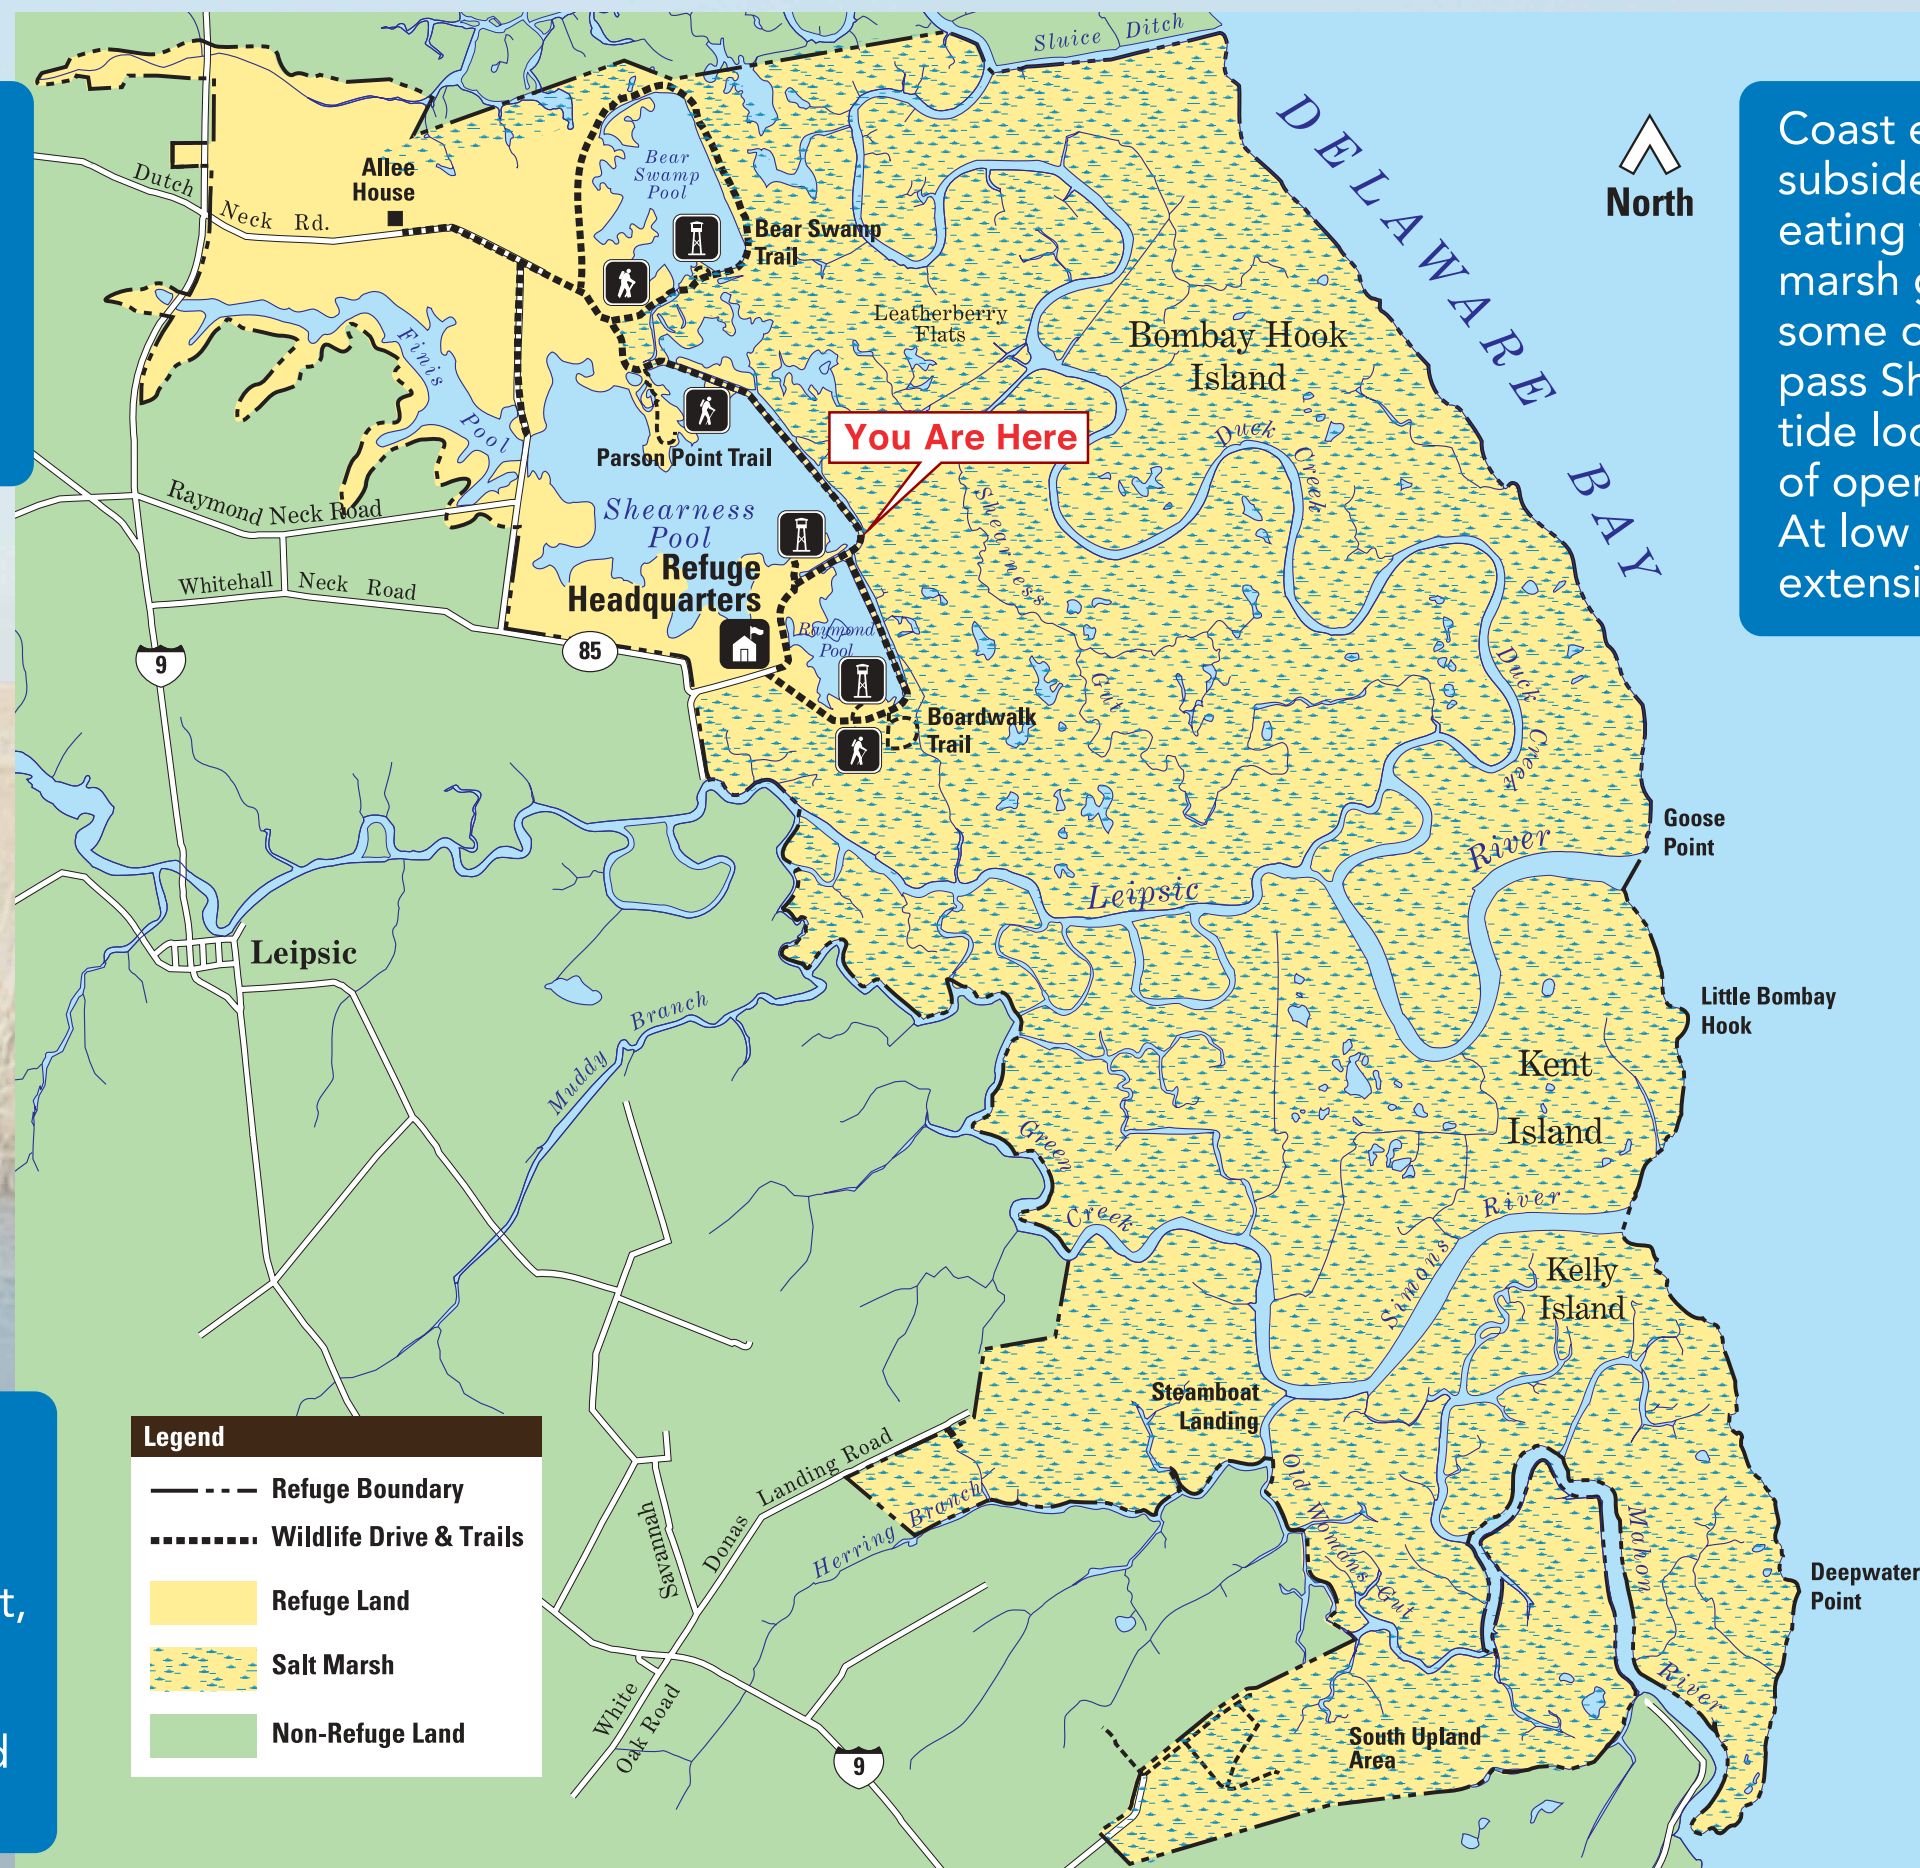 Sluice Ditch
DELAWARE BAY
North
Coast e
subside
eating
marsh g
some o
pass Sh
tide loo
of oper
At low
extensi
Allee
House
Dutch Neck Rd.
Bear
Swamp
Pool
Bear Swamp
Trail
Finis Pool
Leatherberry
Flats
Bombay Hook
Island
You Are Here
Parson Point Trail
Shearness
Pool
Duck Creek
Shearness Gut
Raymond Neck Road
Whitehall Neck Road
Refuge
Headquarters
Raymond
Pool
9
85
Boardwalk
Trail
Duck Creek
Goose
Point
Leipsic River
Leipsic
Little Bombay
Hook
Muddy Branch
Kent
Island
Green Creek
Simons River
Kelly
Island
Steamboat
Landing
Old Womans Gut
Mahon River
Deepwater
Point
Herring Branch
Savannah
Donas Landing Road
White Oak Road
9
South Upland
Area
Legend
Refuge Boundary
Wildlife Drive & Trails
Refuge Land
Salt Marsh
Non-Refuge Land
t,
d